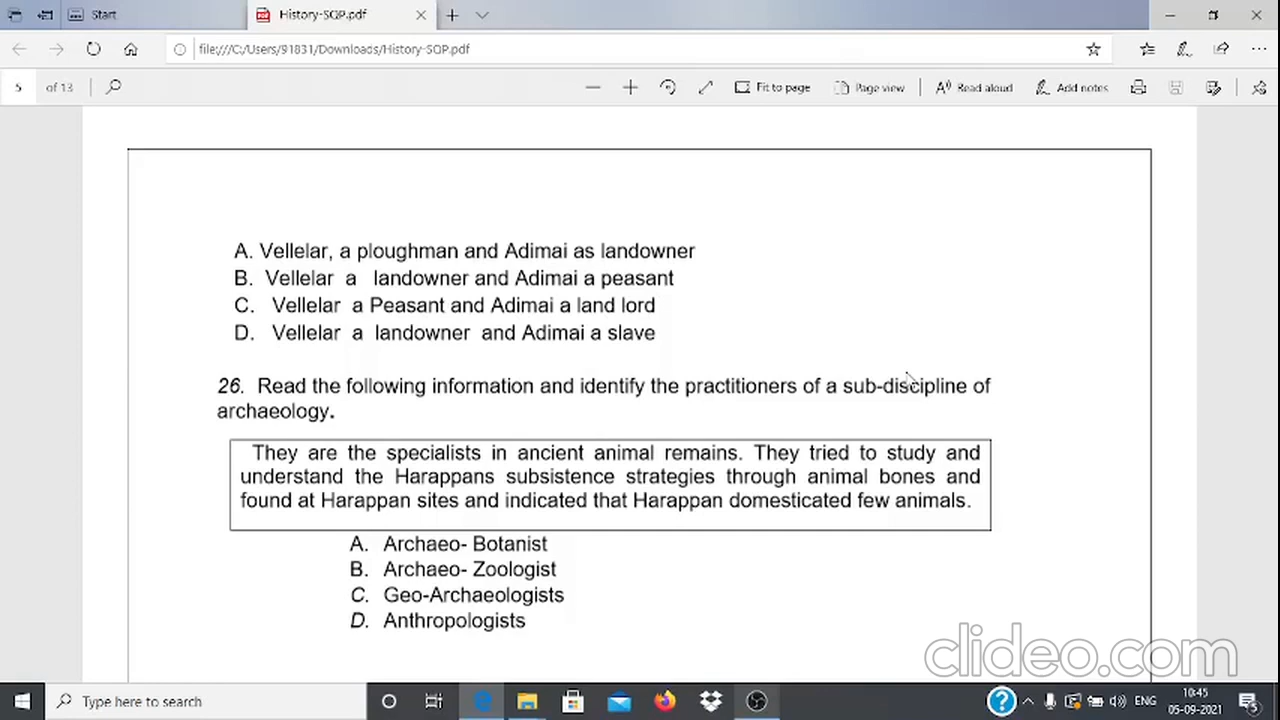 Start
History-SQP.pdf
file:///C:/Users/91831/Downloads/History-SQP.pdf
5 of 13
Fit to page
Page view
Read aloud
Add notes
A. Vellelar, a ploughman and Adimai as landowner
B. Vellelar a landowner and Adimai a peasant
C. Vellelar a Peasant and Adimai a land lord
D. Vellelar a landowner and Adimai a slave
26. Read the following information and identify the practitioners of a sub-discipline of
archaeology.
They are the specialists in ancient animal remains. They tried to study and
understand the Harappans subsistence strategies through animal bones and
found at Harappan sites and indicated that Harappan domesticated few animals.
A. Archaeo- Botanist
B. Archaeo- Zoologist
C. Geo-Archaeologists
D. Anthropologists
clideo.com
Type here to search
ENG
10:45
05-09-2021
5